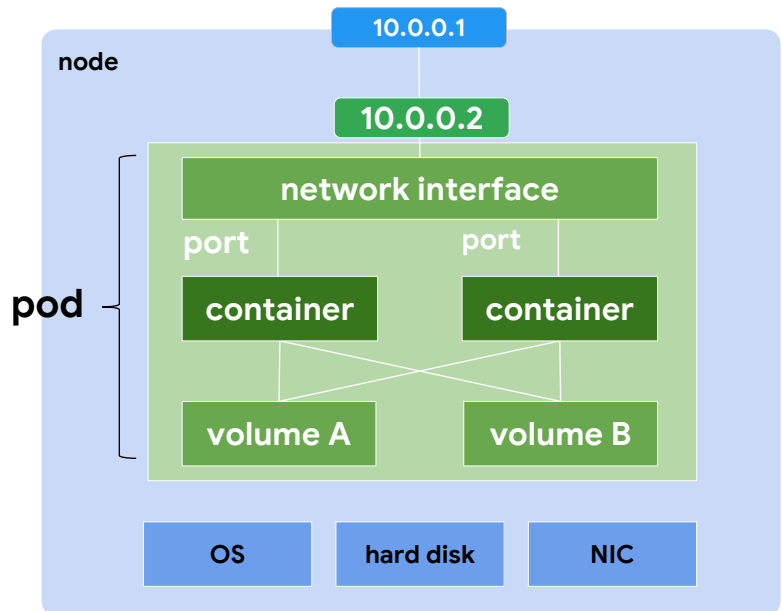 10.0.0.1
node
10.0.0.2
network interface
port
port
pod
container
container
volume A
volume B
OS
hard disk
NIC